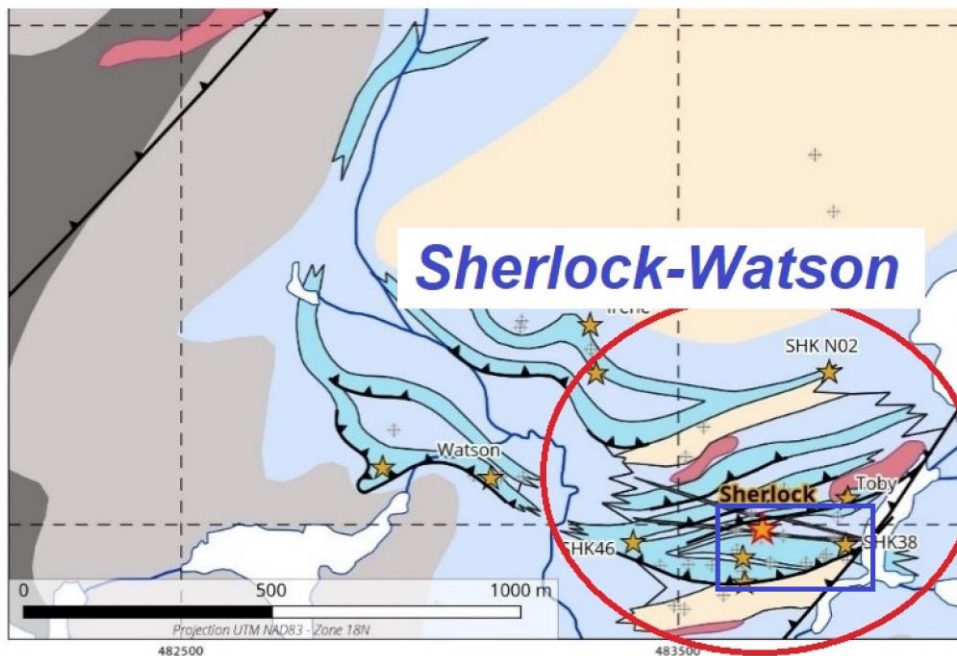 Sherlock-Watson
Irene
SHK N02
Watson
Sherlock
Toby
SHK46
SHK38
0 500 1000 m
Projection UTM NAD83 - Zone 18N
482500 483500